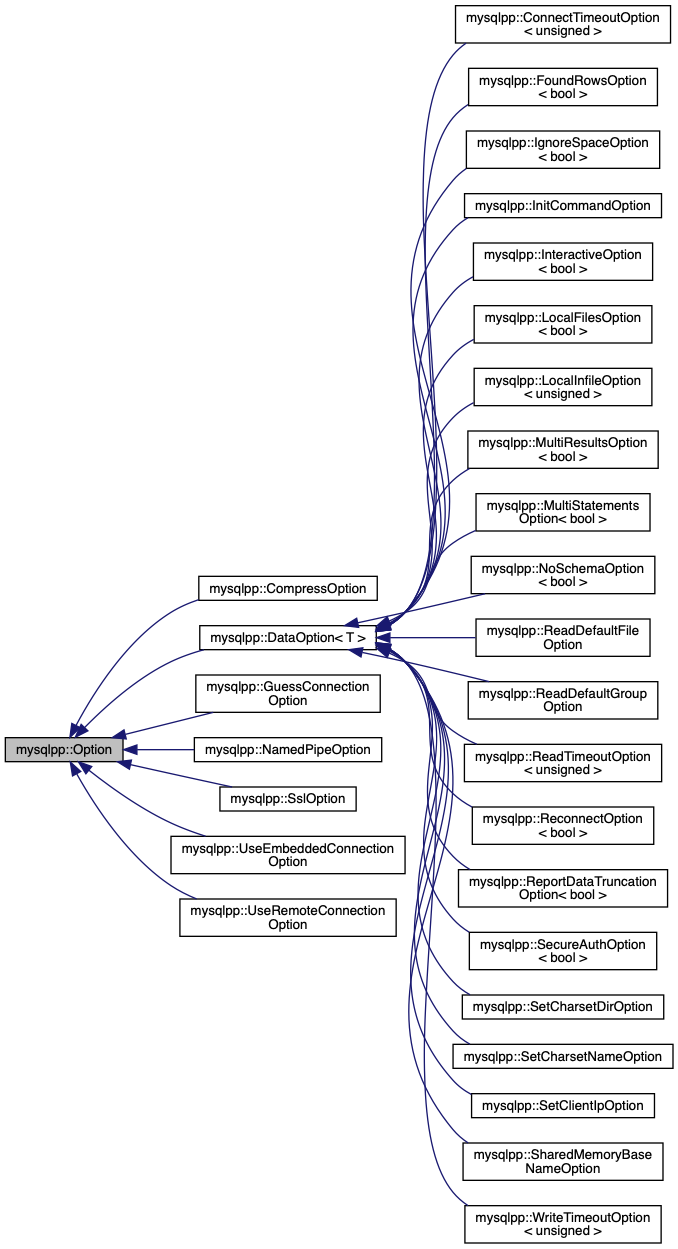 mysqlpp::ConnectTimeoutOption
< unsigned >
mysqlpp::FoundRowsOption
< bool >
mysqlpp::IgnoreSpaceOption
< bool >
mysqlpp::InitCommandOption
mysqlpp::InteractiveOption
< bool >
mysqlpp::LocalFilesOption
< bool >
mysqlpp::LocalInfileOption
< unsigned >
mysqlpp::MultiResultsOption
< bool >
mysqlpp::MultiStatements
Option< bool >
mysqlpp::NoSchemaOption
< bool >
mysqlpp::CompressOption
mysqlpp::DataOption< T >
mysqlpp::ReadDefaultFile
Option
mysqlpp::GuessConnection
Option
mysqlpp::ReadDefaultGroup
Option
mysqlpp::Option
mysqlpp::NamedPipeOption
mysqlpp::ReadTimeoutOption
< unsigned >
mysqlpp::SslOption
mysqlpp::ReconnectOption
< bool >
mysqlpp::UseEmbeddedConnection
Option
mysqlpp::ReportDataTruncation
Option< bool >
mysqlpp::UseRemoteConnection
Option
mysqlpp::SecureAuthOption
< bool >
mysqlpp::SetCharsetDirOption
mysqlpp::SetCharsetNameOption
mysqlpp::SetClientIpOption
mysqlpp::SharedMemoryBase
NameOption
mysqlpp::WriteTimeoutOption
< unsigned >